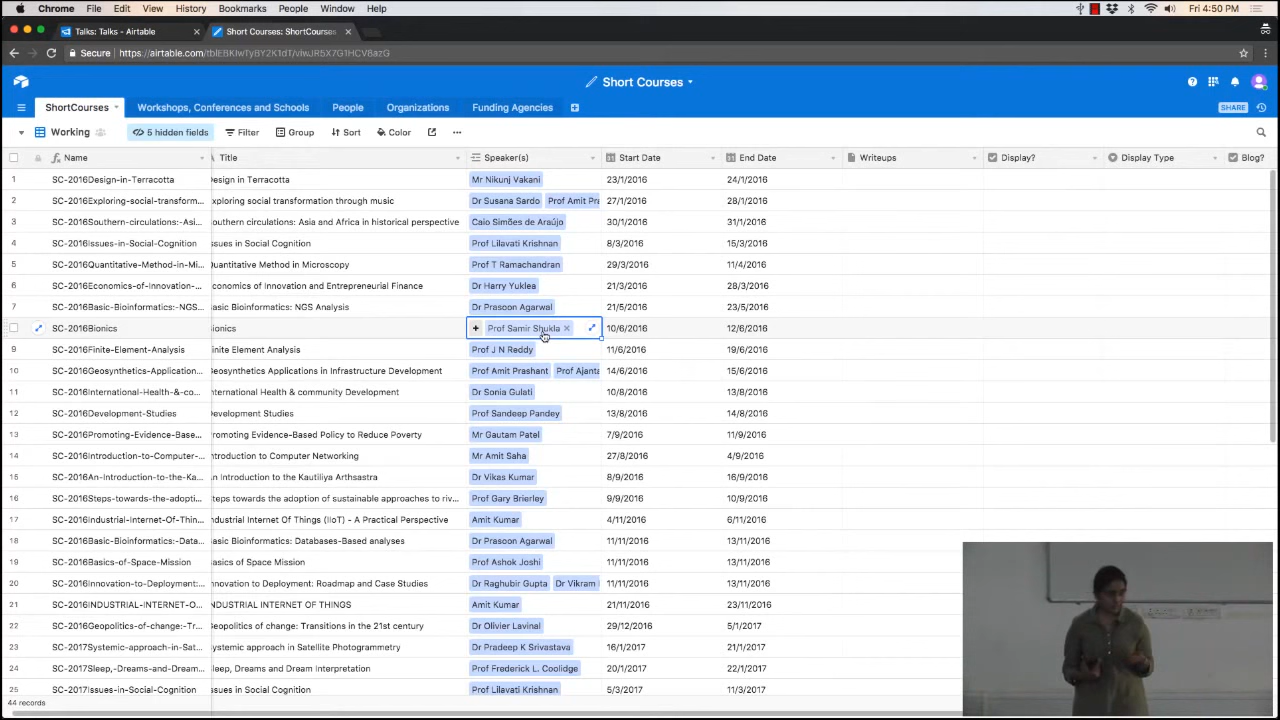 Chrome File Edit View History Bookmarks People Window Help Fri 4:50 PM
Talks: Talks - Airtable Short Courses: ShortCourses
Secure
Short Courses
ShortCourses Workshops, Conferences and Schools People Organizations Funding Agencies SHARE
Working 5 hidden fields Filter Group Sort Color
Name Title Speaker(s) Start Date End Date Writeups Display? Display Type Blog?
1 SC-2016Design-in-Terracotta esign in Terracotta Mr Nikunj Vakani 23/1/2016 24/1/2016
2 SC-2016Exploring-social-transform... xploring social transformation through music Dr Susana Sardo Prof Amit Pra 27/1/2016 28/1/2016
3 SC-2016Southern-circulations:-Asi... outhern circulations: Asia and Africa in historical perspective Caio Simões de Araújo 30/1/2016 31/1/2016
4 SC-2016Issues-in-Social-Cognition ssues in Social Cognition Prof Lilavati Krishnan 8/3/2016 15/3/2016
5 SC-2016Quantitative-Method-in-Mi... uantitative Method in Microscopy Prof T Ramachandran 29/3/2016 11/4/2016
6 SC-2016Economics-of-Innovation-... conomics of Innovation and Entrepreneurial Finance Dr Harry Yuklea 21/3/2016 28/3/2016
7 SC-2016Basic-Bioinformatics:-NGS... asic Bioinformatics: NGS Analysis Dr Prasoon Agarwal 21/5/2016 23/5/2016
SC-2016Bionics ionics Prof Samir Shukla 10/6/2016 12/6/2016
9 SC-2016Finite-Element-Analysis inite Element Analysis Prof J N Reddy 11/6/2016 19/6/2016
10 SC-2016Geosynthetics-Application... eosynthetics Applications in Infrastructure Development Prof Amit Prashant Prof Ajanta 14/6/2016 15/6/2016
11 SC-2016International-Health-&-co... nternational Health & community Development Dr Sonia Gulati 10/8/2016 13/8/2016
12 SC-2016Development-Studies evelopment Studies Prof Sandeep Pandey 13/8/2016 14/8/2016
13 SC-2016Promoting-Evidence-Base... romoting Evidence-Based Policy to Reduce Poverty Mr Gautam Patel 7/9/2016 11/9/2016
14 SC-2016Introduction-to-Computer-... ntroduction to Computer Networking Mr Amit Saha 27/8/2016 4/9/2016
15 SC-2016An-Introduction-to-the-Ka... n Introduction to the Kautiliya Arthsastra Dr Vikas Kumar 8/9/2016 16/9/2016
16 SC-2016Steps-towards-the-adopti... teps towards the adoption of sustainable approaches to riv... Prof Gary Brierley 9/9/2016 10/9/2016
17 SC-2016Industrial-Internet-Of-Thin... ndustrial Internet Of Things (IIoT) - A Practical Perspective Amit Kumar 4/11/2016 6/11/2016
18 SC-2016Basic-Bioinformatics:-Data... asic Bioinformatics: Databases-Based analyses Dr Prasoon Agarwal 11/11/2016 13/11/2016
19 SC-2016Basics-of-Space-Mission asics of Space Mission Prof Ashok Joshi 11/11/2016 13/11/2016
20 SC-2016Innovation-to-Deployment:... nnovation to Deployment: Roadmap and Case Studies Dr Raghubir Gupta Dr Vikram 11/11/2016 13/11/2016
21 SC-2016INDUSTRIAL-INTERNET-O... NDUSTRIAL INTERNET OF THINGS Amit Kumar 21/11/2016 23/11/2016
22 SC-2016Geopolitics-of-change:-Tr... eopolitics of change: Transitions in the 21st century Dr Olivier Lavinal 29/12/2016 5/1/2017
23 SC-2017Systematic-approach-in-Sat... ystemic approach in Satellite Photogrammetry Dr Pradeep K Srivastava 16/1/2017 21/1/2017
24 SC-2017Sleep,-Dreams-and-Dream... leep, Dreams and Dream Interpretation Prof Frederick L. Coolidge 20/1/2017 22/1/2017
25 SC-2017Issues-in-Social-Cognition ssues in Social Cognition Prof Lilavati Krishnan 5/3/2017 11/3/2017
44 records